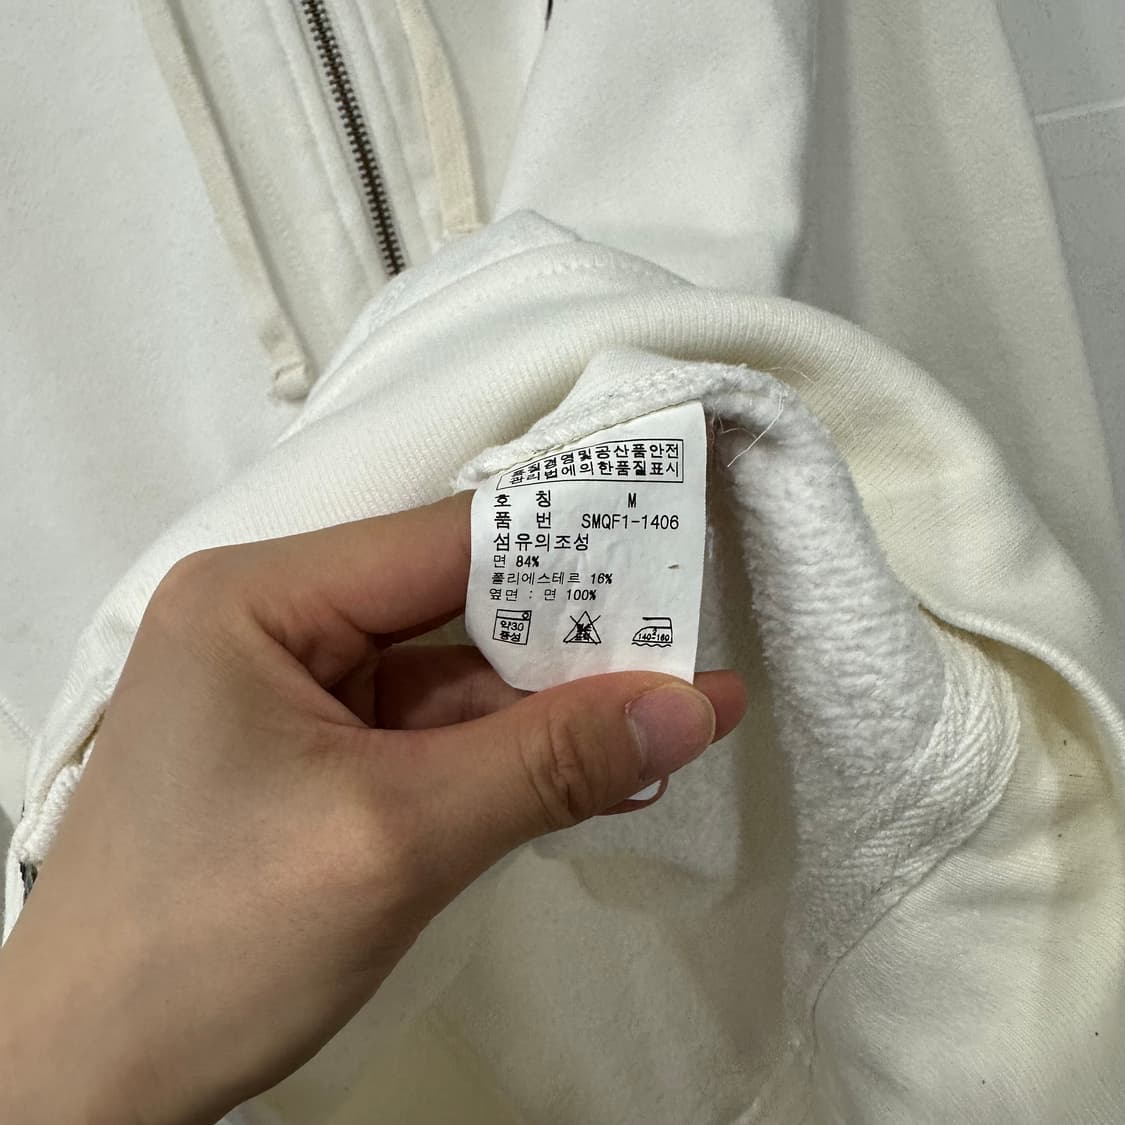 품질경영및공산품안전
관리법에의한품질표시
호 칭 M
품 번 SMQF1-1406
섬유의조성
면 84%
폴리에스테르 16%
옆면 : 면 100%
약30
중성
140~160